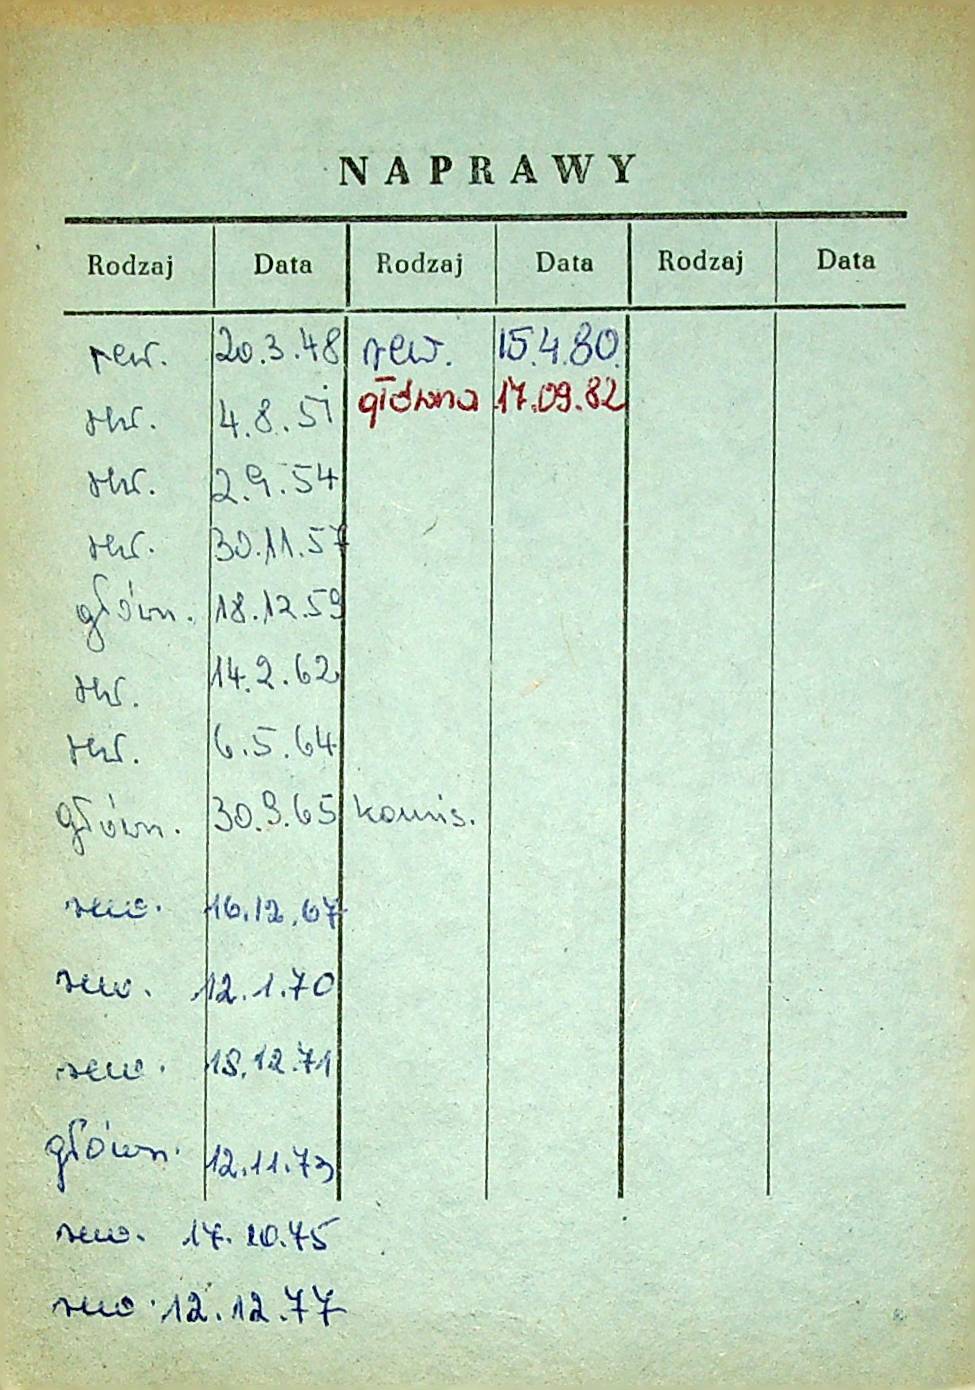 NAPRAWY
Rodzaj Data Rodzaj Data Rodzaj Data
rew. 20.3.48 rew. 15.4.80.
rew. 4.8.51 główna 17.09.82
rew. 2.9.54
rew. 30.11.57
główn. 18.12.59
rew. 14.2.62
rew. 6.5.64
główn. 30.9.65 komis.
rew. 16.12.67
rew. 12.1.70
rew. 18.12.71
główn. 12.11.73
rew. 17.10.75
rew. 12.12.77